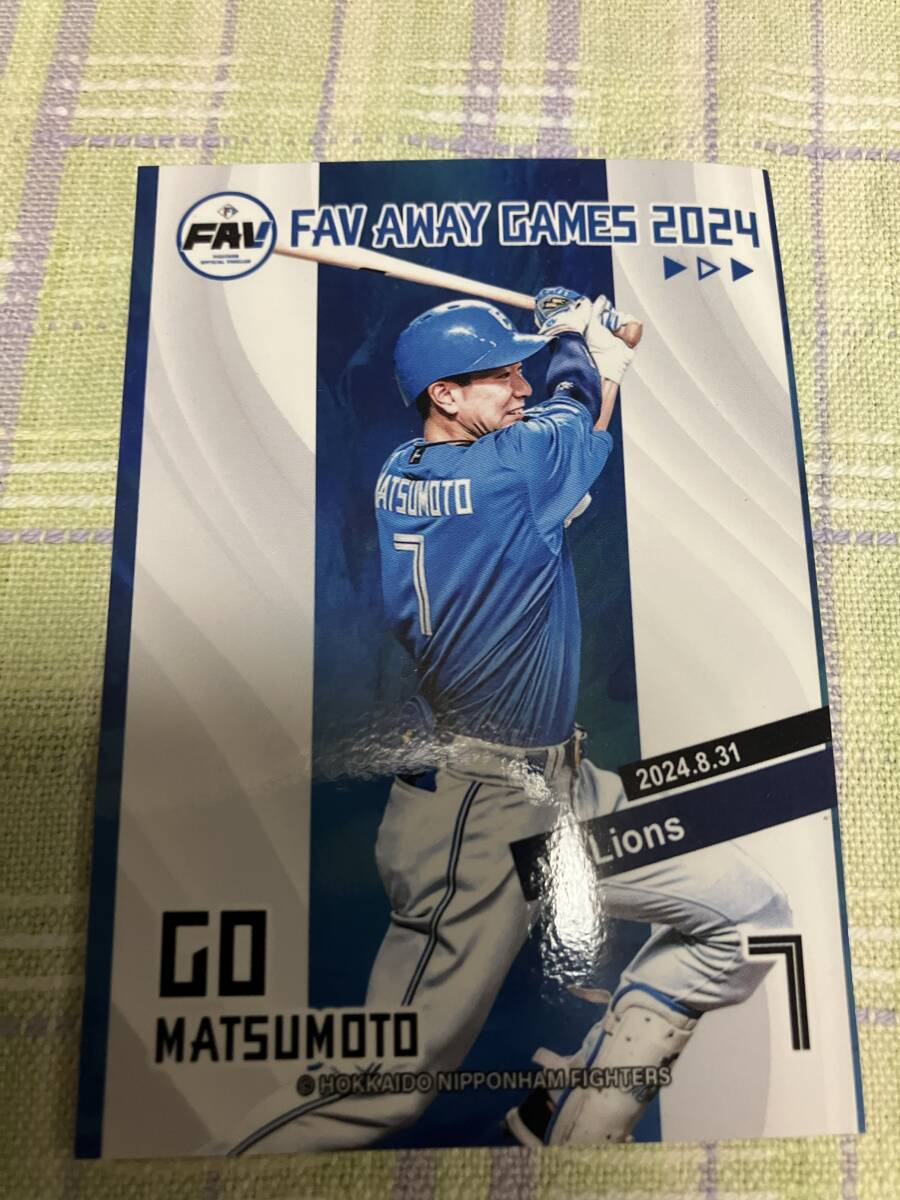 FAV
FAV AWAY GAMES 2024
MATSUMOTO
7
2024.8.31
Lions
GO
MATSUMOTO
7
© HOKKAIDO NIPPONHAM FIGHTERS